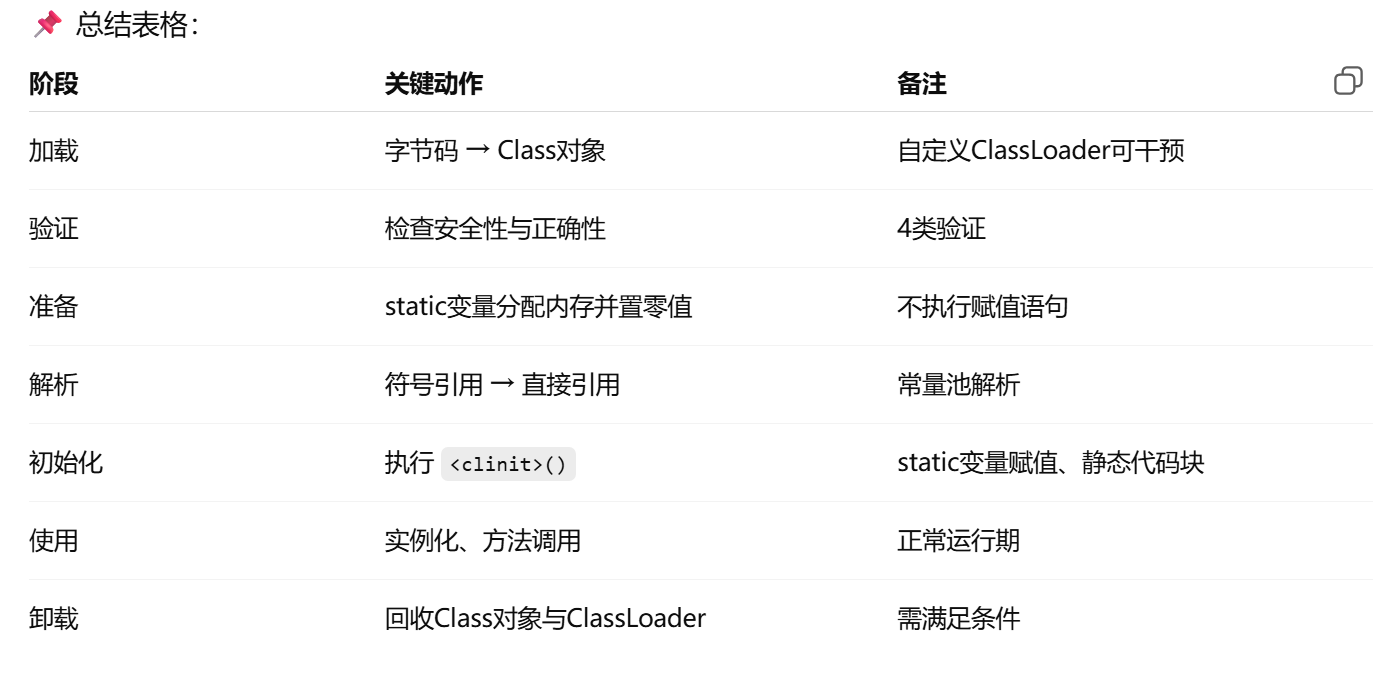 📌 总结表格：
阶段 关键动作 备注
加载 字节码 → Class对象 自定义ClassLoader可干预
验证 检查安全性与正确性 4类验证
准备 static变量分配内存并置零值 不执行赋值语句
解析 符号引用 → 直接引用 常量池解析
初始化 执行 <clinit>() static变量赋值、静态代码块
使用 实例化、方法调用 正常运行期
卸载 回收Class对象与ClassLoader 需满足条件